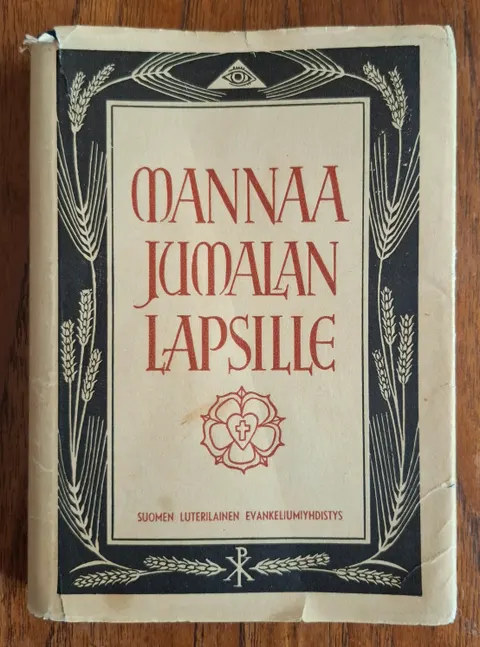 MANNAA
JUMALAN
LAPSILLE
SUOMEN LUTERILAINEN EVANKELIUMIYHDISTYS